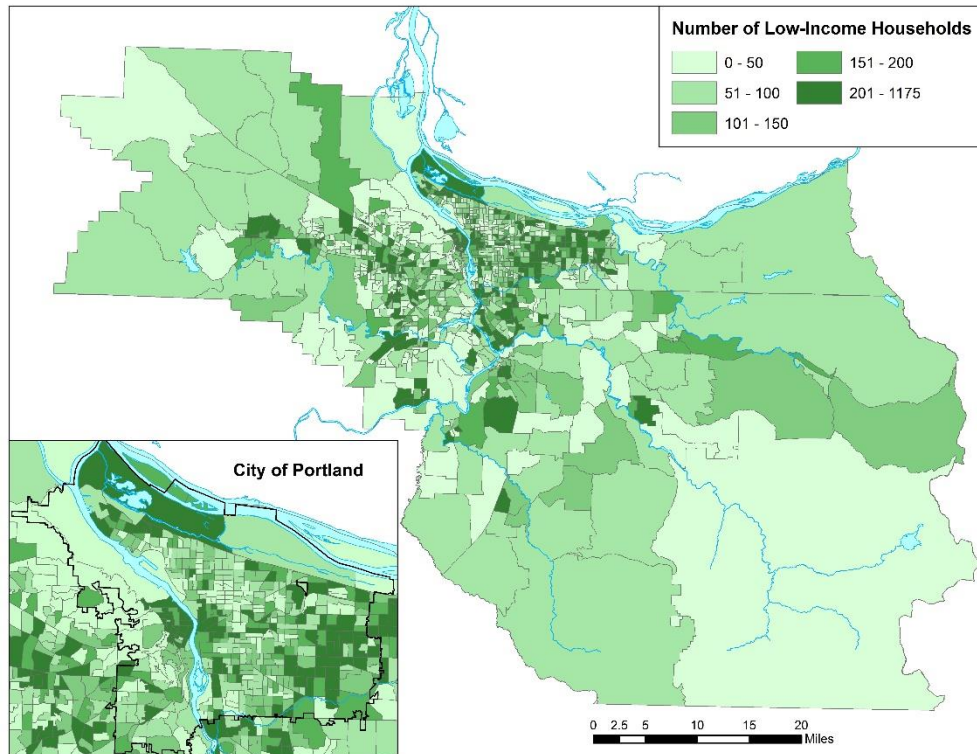 Number of Low-Income Households
0 - 50
51 - 100
101 - 150
151 - 200
201 - 1175
City of Portland
0 2.5 5 10 15 20
Miles